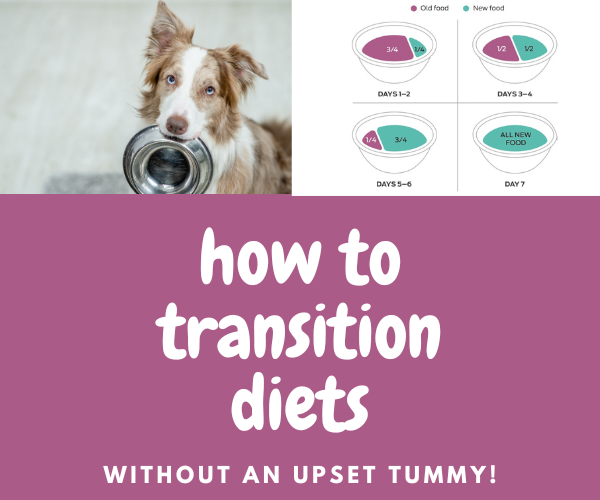 Old food New food
3/4 1/4 1/2 1/2
DAYS 1–2 DAYS 3–4
1/4 3/4 ALL NEW
FOOD
DAYS 5–6 DAY 7
how to
transition
diets
WITHOUT AN UPSET TUMMY!